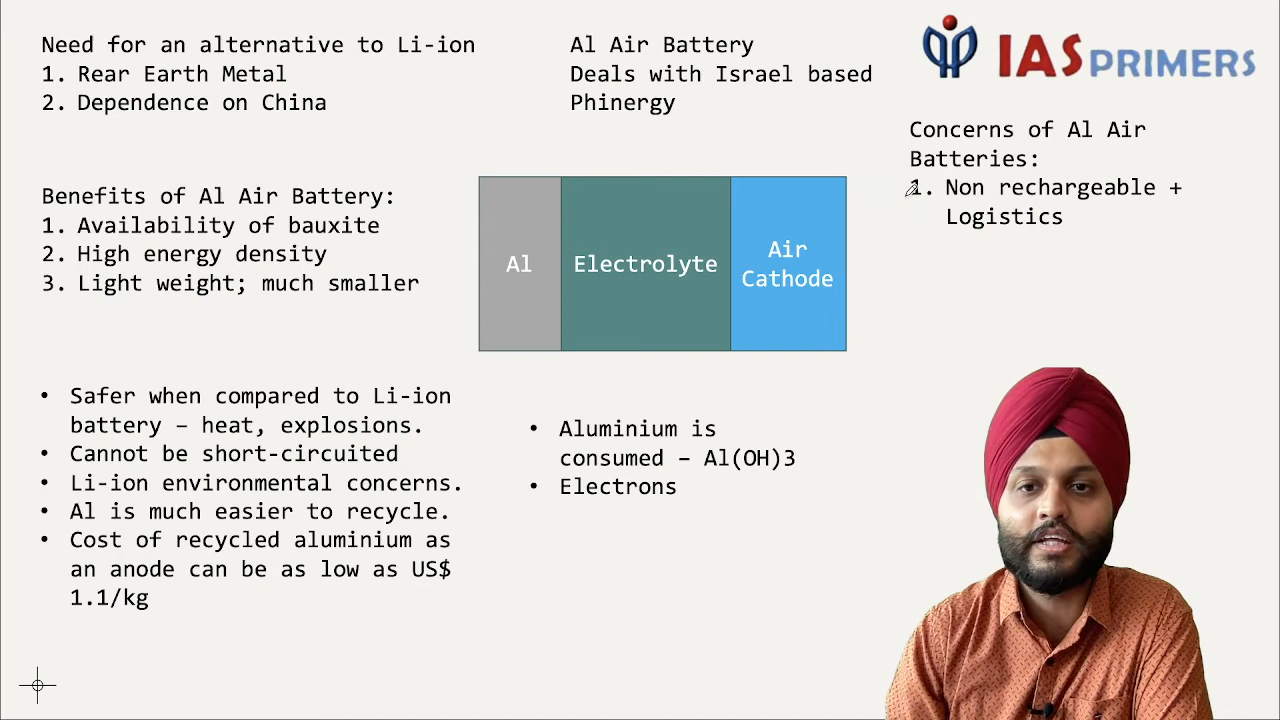 Need for an alternative to Li-ion
1. Rear Earth Metal
2. Dependence on China
Al Air Battery
Deals with Israel based
Phinergy
IAS PRIMERS
Concerns of Al Air
Batteries:
1. Non rechargeable +
Logistics
Benefits of Al Air Battery:
1. Availability of bauxite
2. High energy density
3. Light weight; much smaller
Al
Electrolyte
Air
Cathode
• Safer when compared to Li-ion
battery – heat, explosions.
• Cannot be short-circuited
• Li-ion environmental concerns.
• Al is much easier to recycle.
• Cost of recycled aluminium as
an anode can be as low as US$
1.1/kg
• Aluminium is
consumed – Al(OH)3
• Electrons